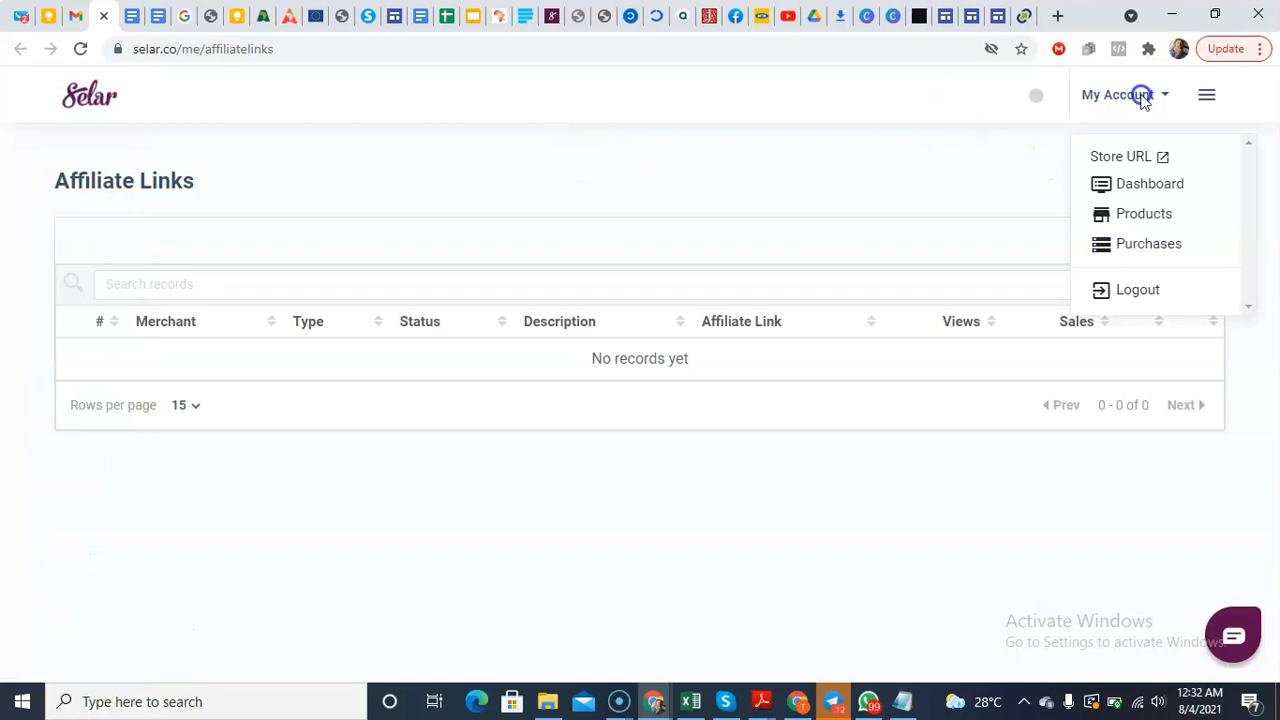 selar.co/me/affiliatelinks
Update
Selar
My Account
Store URL
Dashboard
Products
Purchases
Logout
Affiliate Links
Search records
# Merchant Type Status Description Affiliate Link Views Sales
No records yet
Rows per page 15 Prev 0 - 0 of 0 Next
Activate Windows
Go to Settings to activate Windows.
Type here to search
12
99
28°C
12:32 AM
8/4/2021
7